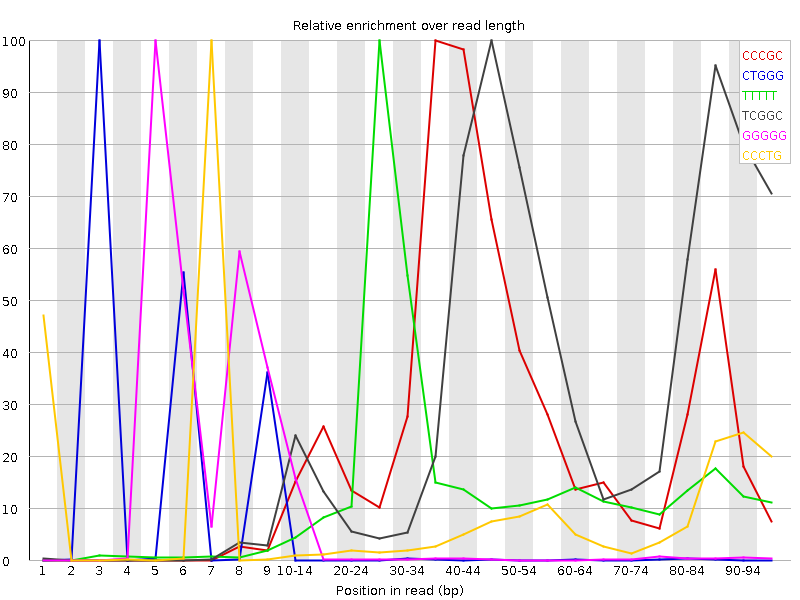 Relative enrichment over read length
100
90
80
70
60
50
40
30
20
10
0
CCCGC
CTGGG
TTTTT
TCGGC
GGGGG
CCCTG
1 2 3 4 5 6 7 8 9 10-14 20-24 30-34 40-44 50-54 60-64 70-74 80-84 90-94
Position in read (bp)